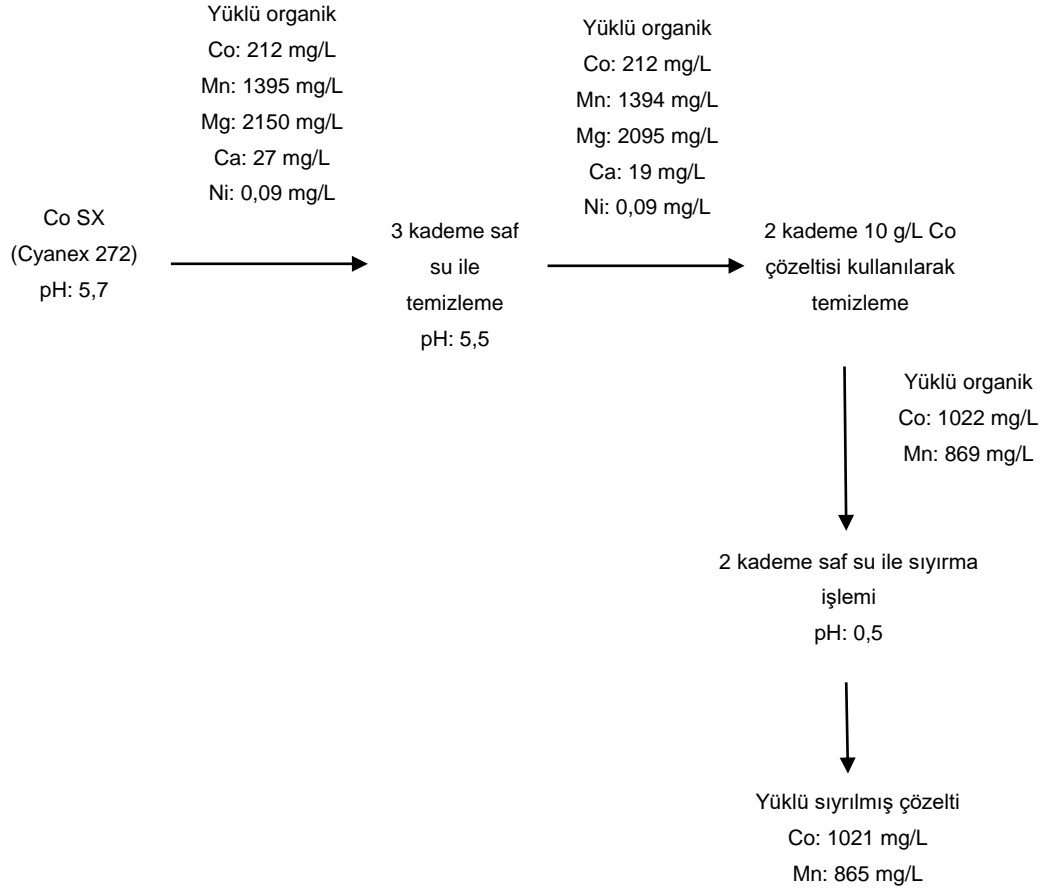 Co SX
(Cyanex 272)
pH: 5,7
Yüklü organik
Co: 212 mg/L
Mn: 1395 mg/L
Mg: 2150 mg/L
Ca: 27 mg/L
Ni: 0,09 mg/L
3 kademe saf
su ile
temizleme
pH: 5,5
Yüklü organik
Co: 212 mg/L
Mn: 1394 mg/L
Mg: 2095 mg/L
Ca: 19 mg/L
Ni: 0,09 mg/L
2 kademe 10 g/L Co
çözeltisi kullanılarak
temizleme
Yüklü organik
Co: 1022 mg/L
Mn: 869 mg/L
2 kademe saf su ile sıyırma
işlemi
pH: 0,5
Yüklü sıyrılmış çözelti
Co: 1021 mg/L
Mn: 865 mg/L